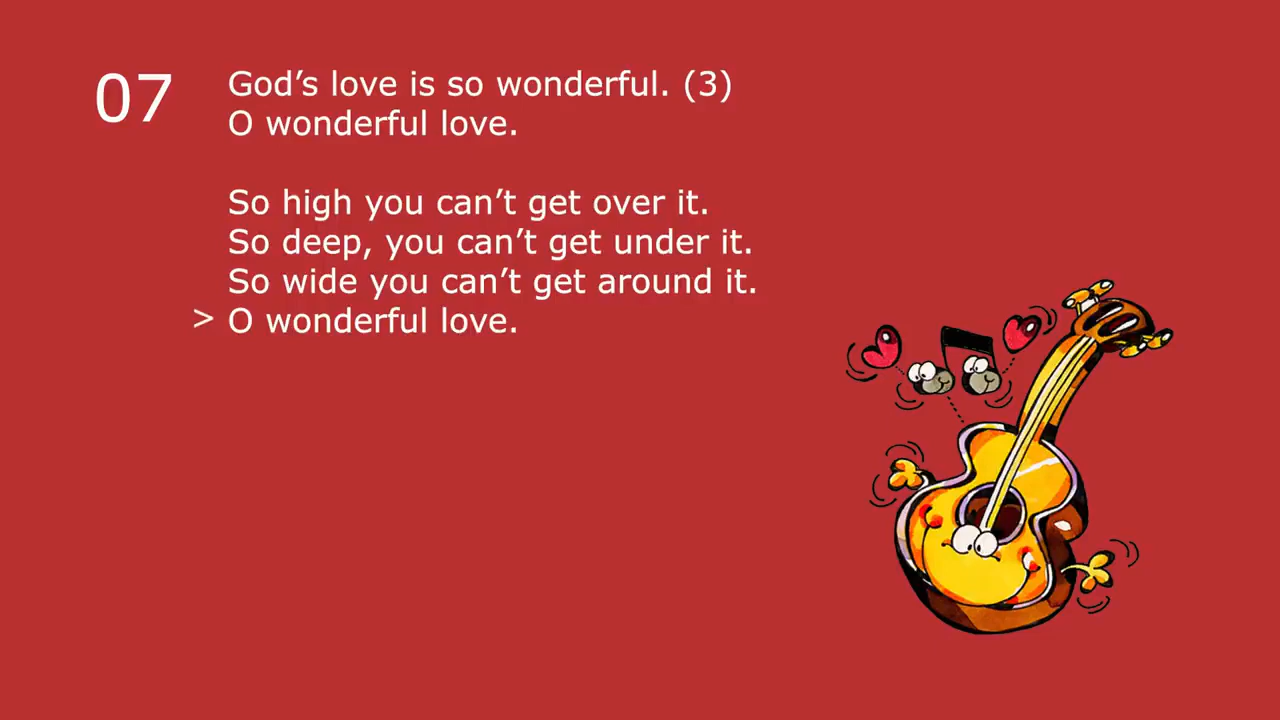 07
God’s love is so wonderful. (3)
O wonderful love.
So high you can’t get over it.
So deep, you can’t get under it.
So wide you can’t get around it.
> O wonderful love.